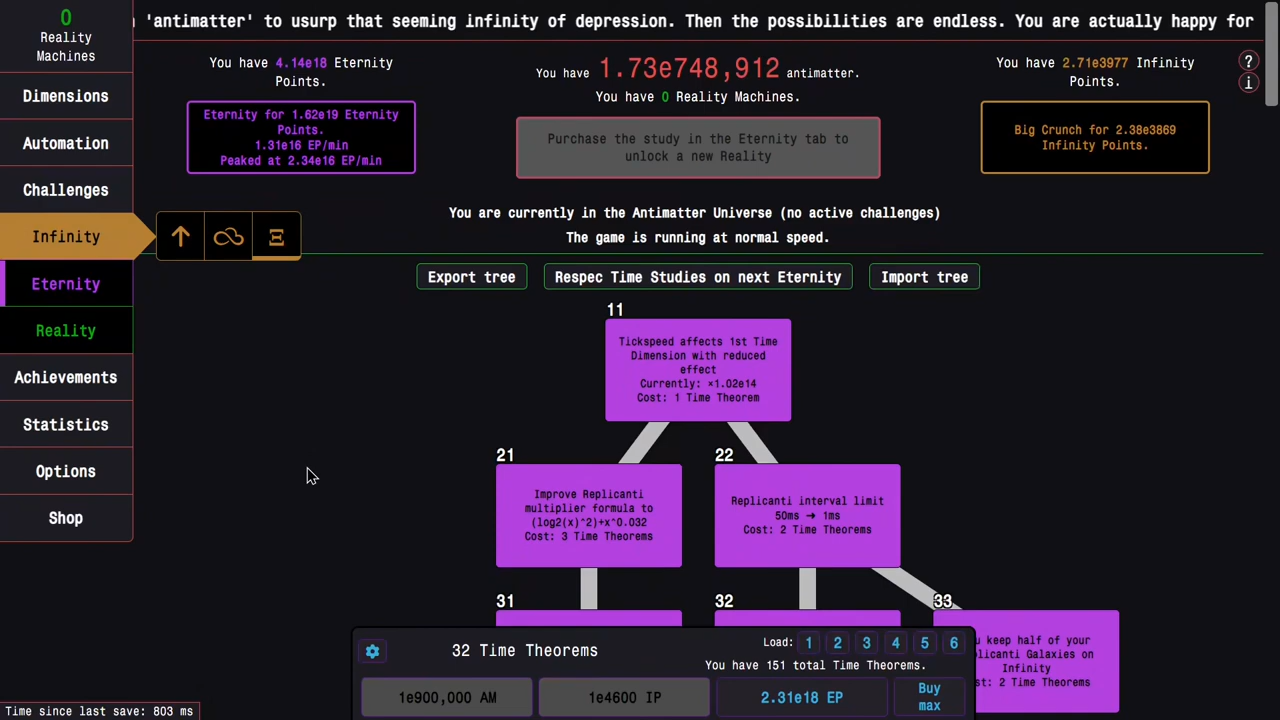 'antimatter' to usurp that seeming infinity of depression. Then the possibilities are endless. You are actually happy for
0
Reality
Machines
You have 4.14e18 Eternity
Points.
Eternity for 1.62e19 Eternity
Points.
1.31e16 EP/min
Peaked at 2.34e16 EP/min
You have 1.73e748,912 antimatter.
You have 0 Reality Machines.
Purchase the study in the Eternity tab to
unlock a new Reality
You have 2.71e3977 Infinity
Points.
Big Crunch for 2.38e3869
Infinity Points.
?
i
Dimensions
Automation
Challenges
Infinity
Ξ
Eternity
Reality
Achievements
Statistics
Options
Shop
You are currently in the Antimatter Universe (no active challenges)
The game is running at normal speed.
Export tree
Respec Time Studies on next Eternity
Import tree
11
Tickspeed affects 1st Time
Dimension with reduced
effect
Currently: ×1.02e14
Cost: 1 Time Theorem
21
Improve Replicanti
multiplier formula to
(log2(x)^2)+x^0.032
Cost: 3 Time Theorems
22
Replicanti interval limit
50ms → 1ms
Cost: 2 Time Theorems
31
32
33
keep half of your
Galaxies on
Infinity
2 Time Theorems
32 Time Theorems
Load: 1 2 3 4 5 6
You have 151 total Time Theorems.
1e900,000 AM
1e4600 IP
2.31e18 EP
Buy
max
Time since last save: 803 ms